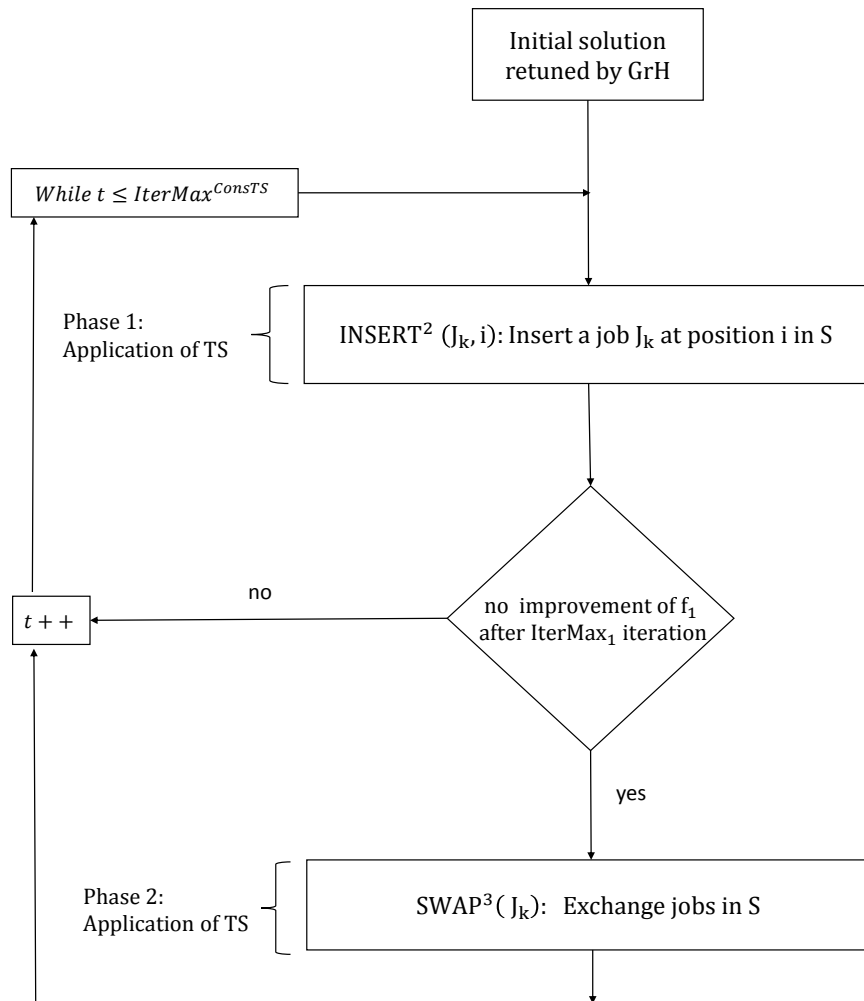 Initial solution
retuned by GrH
While t ≤ IterMax^ConsTS
Phase 1:
Application of TS
INSERT² (J_k, i): Insert a job J_k at position i in S
no improvement of f₁
after IterMax₁ iteration
no
t + +
yes
Phase 2:
Application of TS
SWAP³( J_k): Exchange jobs in S